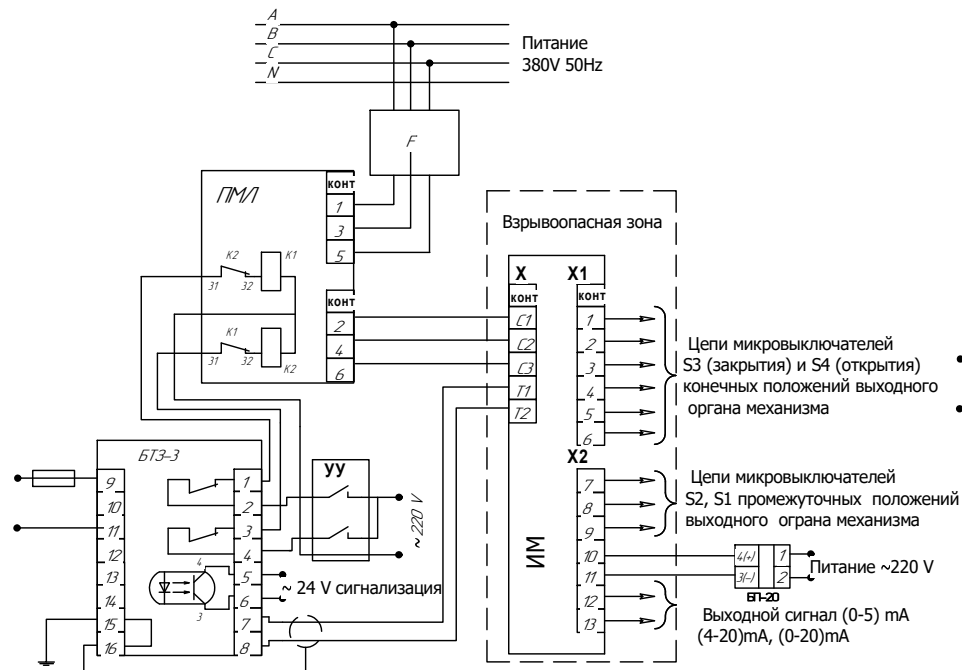 A
B
C
N
Питание
380V 50Hz
F
ПМЛ
конт
1
3
5
К2
К1
31
32
конт
2
4
6
К1
31
32
К2
Взрывоопасная зона
X
X1
конт
C1
C2
C3
T1
T2
конт
1
2
3
4
5
6
Цепи микровыключателей
S3 (закрытия) и S4 (открытия)
конечных положений выходного
органа механизма
X2
7
8
9
10
11
12
13
ИМ
Цепи микровыключателей
S2, S1 промежуточных положений
выходного органа механизма
4(+)
3(–)
1
2
БП-20
Питание ~220 V
Выходной сигнал (0-5) mA
(4-20)mA, (0-20)mA
БТЗ–3
9
10
11
12
13
14
15
16
1
2
3
4
5
6
7
8
4
3
УУ
~220 V
~ 24 V сигнализация